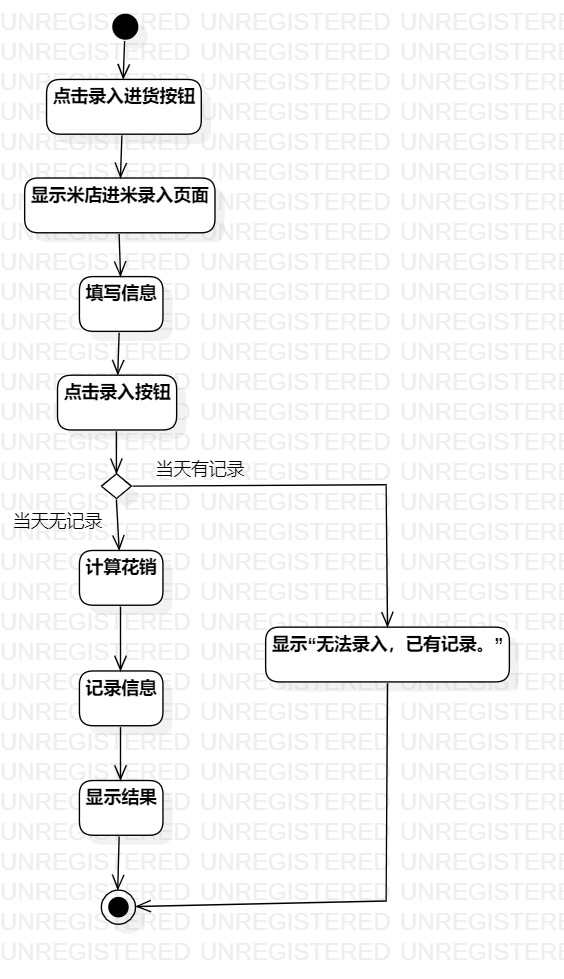 点击录入进货按钮
显示米店进米录入页面
填写信息
点击录入按钮
当天有记录
当天无记录
计算花销
显示“无法录入，已有记录。”
记录信息
显示结果
UNREGISTERED